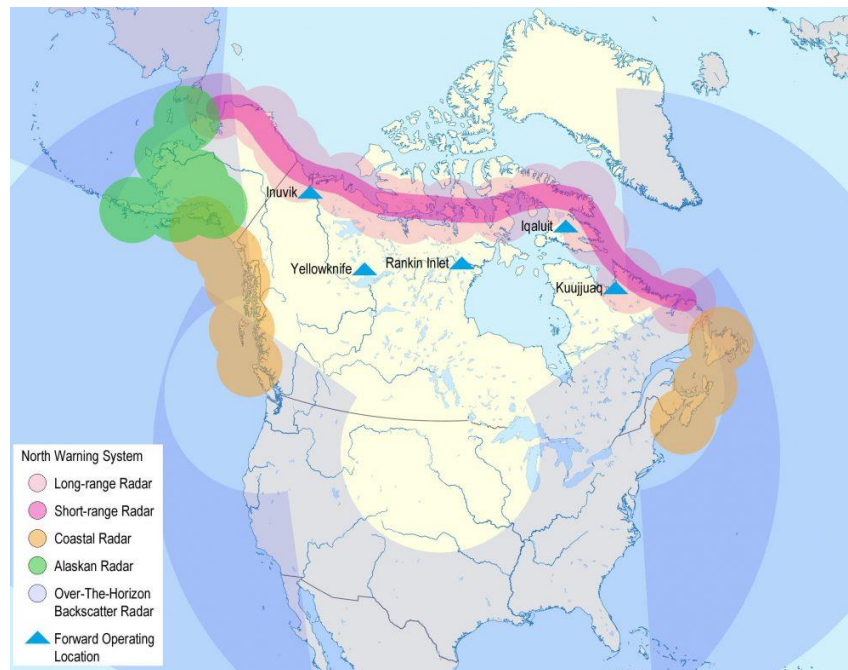 Inuvik
Iqaluit
Yellowknife
Rankin Inlet
Kuujjuaq
North Warning System
Long-range Radar
Short-range Radar
Coastal Radar
Alaskan Radar
Over-The-Horizon
Backscatter Radar
Forward Operating
Location